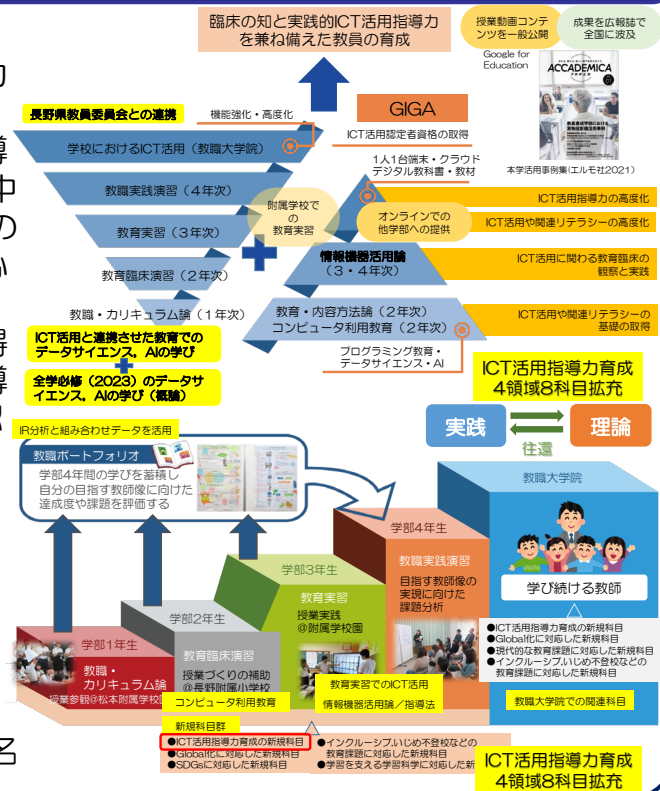 臨床の知と実践的ICT活用指導力
を兼ね備えた教員の育成
授業動画コンテ
ンツを一般公開
成果を広報誌で
全国に波及
Google for
Education
ACCADEMICA
教員養成学部における
本学活用事例集(エルモ社2021)
長野県教員委員会との連携
機能強化・高度化
GIGA
ICT活用認定者資格の取得
学校におけるICT活用（教職大学院）
教職実践演習（４年次）
教育実習（３年次）
教育臨床演習（２年次）
教職・カリキュラム論（１年次）
附属学校で
の
教育実習
1人1台端末・クラウド
デジタル教科書・教材
オンラインでの
他学部への提供
情報機器活用論
（３・４年次）
教育・内容方法論（２年次）
コンピュータ利用教育（２年次）
プログラミング教育・
データサイエンス・AI
ICT活用指導力の高度化
ICT活用や関連リテラシーの高度化
ICT活用に関わる教育臨床の
観察と実践
ICT活用や関連リテラシーの
基礎の取得
ICT活用と連携させた教育での
データサイエンス，AIの学び
全学必修（2023）のデータサ
イエンス，AIの学び（概論）
ICT活用指導力育成
4領域8科目拡充
実践
理論
往還
IR分析と組み合わせデータを活用
教職ポートフォリオ
学部4年間の学びを蓄積し
自分の目指す教師像に向けた
達成度や課題を評価する
学部1年生
教職・
カリキュラム論
授業参観@松本附属学校園
学部2年生
教育臨床演習
授業づくりの補助
@長野附属小学校
コンピュータ利用教育
学部3年生
教育実習
授業実践
@附属学校園
教育実習でのICT活用
情報機器活用論／指導法
学部4年生
教職実践演習
目指す教師像の
実現に向けた
課題分析
教職大学院
学び続ける教師
●ICT活用指導力育成の新規科目
●Global化に対応した新規科目
●現代的な教育課題に対応した新規科目
●インクルーシブ,いじめ不登校などの
教育課題に対応した新規科目
教職大学院での関連科目
新規科目群
●ICT活用指導力育成の新規科目
●Global化に対応した新規科目
●SDGsに対応した新規科目
●インクルーシブ,いじめ不登校などの
教育課題に対応した新規科目
●学習を支える学習科学に対応した新
ICT活用指導力育成
4領域8科目拡充
導
中
の
得
導
名